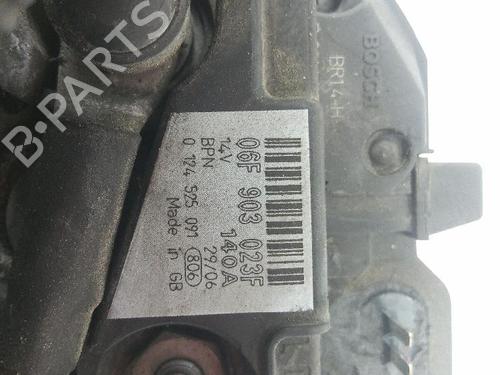 B-PARTS
BOSCH
BR14-H
06F 903 023F
14V 140A
BPN 29/06
0 124 525 091 806
Made in GB